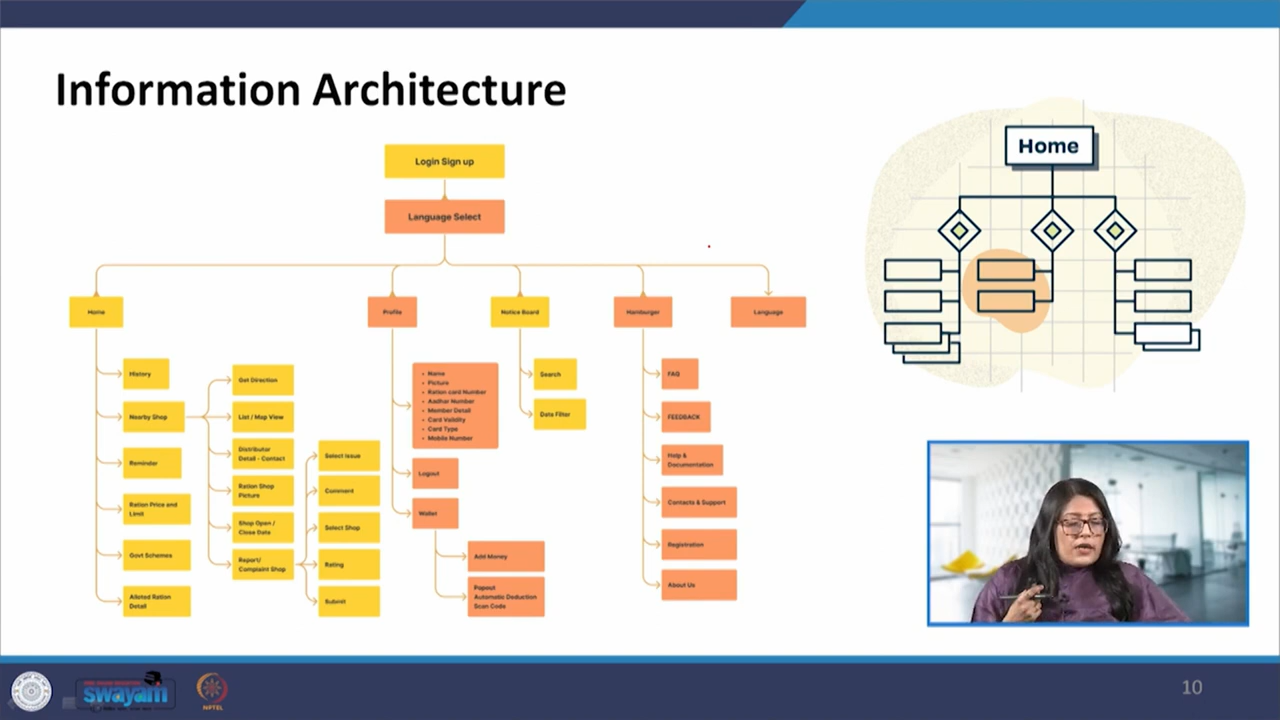 Information Architecture
Login Sign up
Language Select
Home
Profile
Notice Board
Hamburger
Language
History
Nearby Shop
Reminder
Ration Price and
Limit
Govt Schemes
Alloted Ration
Detail
Get Direction
List / Map View
Distributor
Detail - Contact
Ration Shop
Picture
Shop Open /
Close Date
Report/
Complaint Shop
Select Issue
Comment
Select Shop
Rating
Submit
• Name
• Picture
• Ration card Number
• Aadhar Number
• Member Detail
• Card Validity
• Card Type
• Mobile Number
Logout
Wallet
Add Money
Payout
Automatic Deduction
Scan Code
Search
Date Filter
FAQ
FEEDBACK
Help &
Documentation
Contacts & Support
Registration
About Us
Home
swayam
NPTEL
10